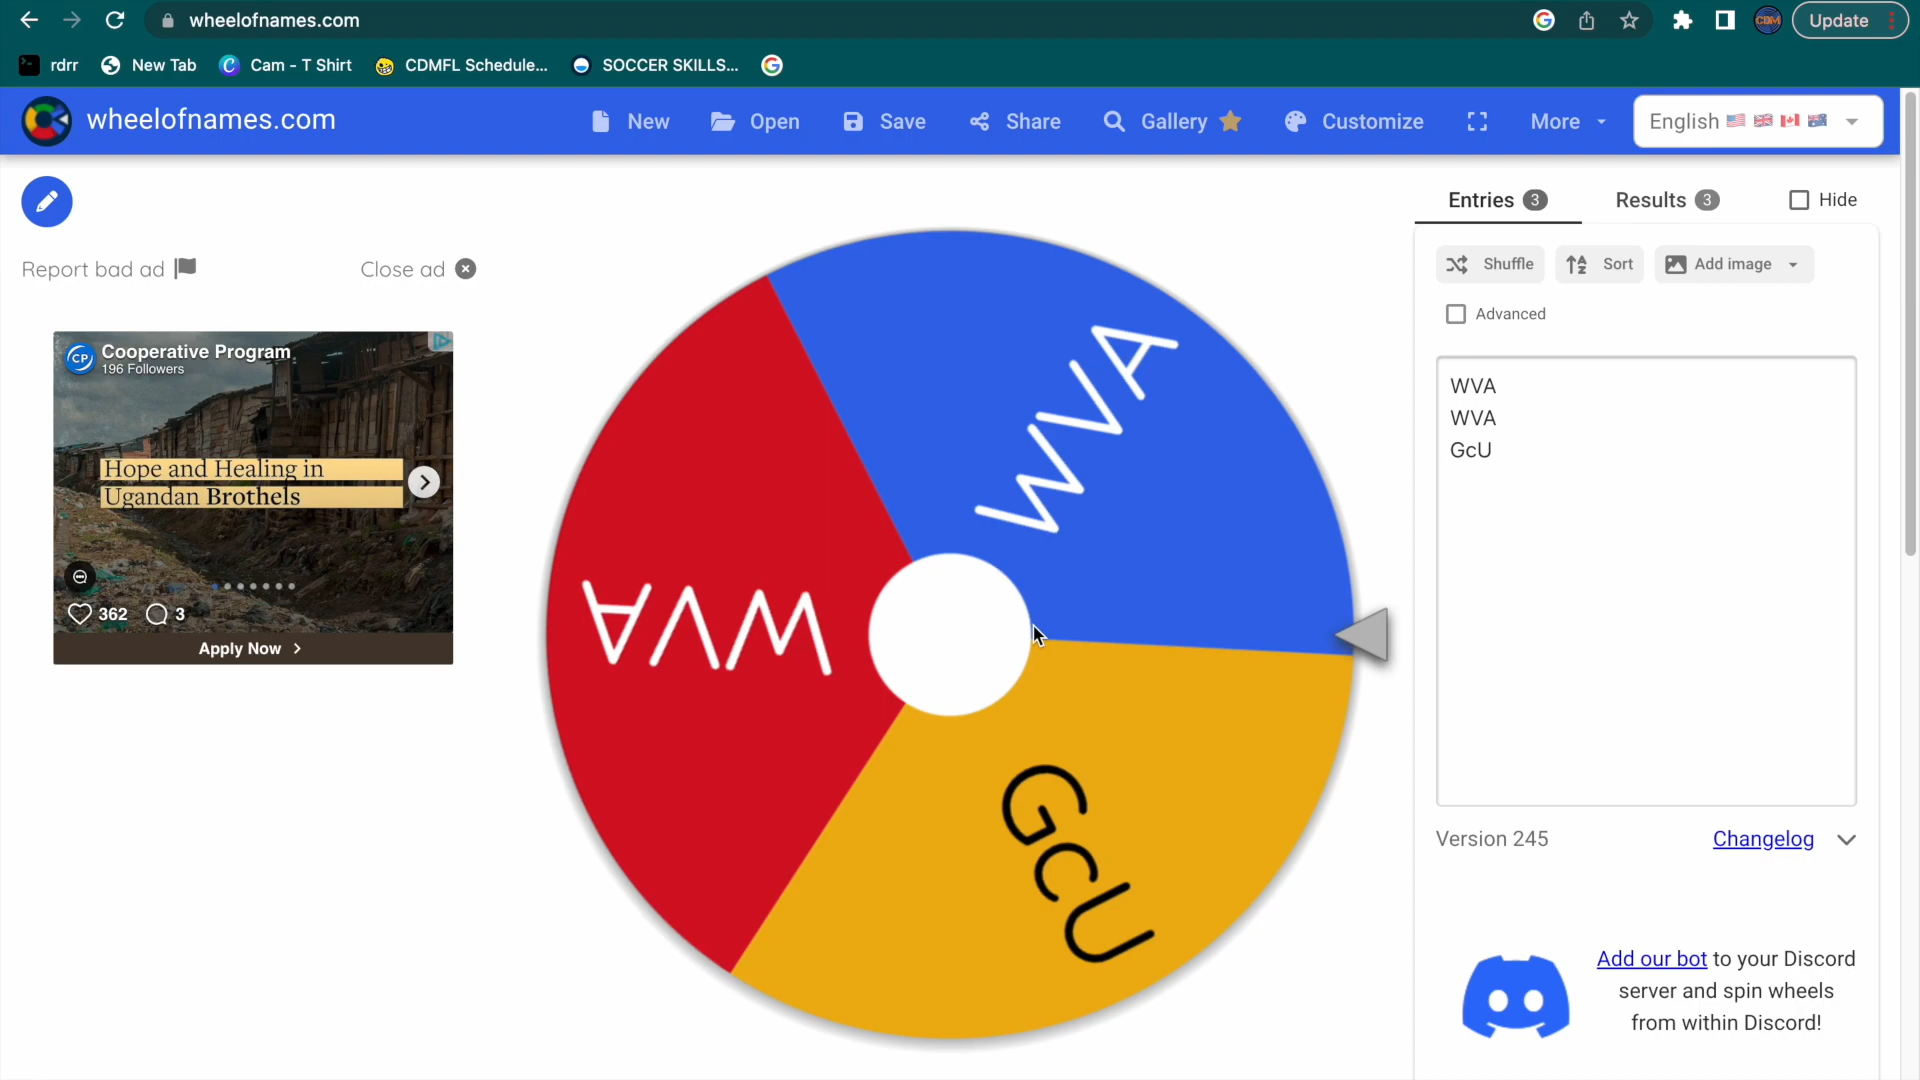 wheelofnames.com
Update
rdrr
New Tab
Cam - T Shirt
CDMFL Schedule...
SOCCER SKILLS...
wheelofnames.com
New
Open
Save
Share
Gallery
Customize
More
English
Entries 3
Results 3
Hide
Report bad ad
Close ad
Shuffle
Sort
Add image
Advanced
CP
Cooperative Program
196 Followers
Hope and Healing in
Ugandan Brothels
362
3
Apply Now
WVA
WVA
GcU
WVA
WVA
GcU
Version 245
Changelog
Add our bot to your Discord
server and spin wheels
from within Discord!